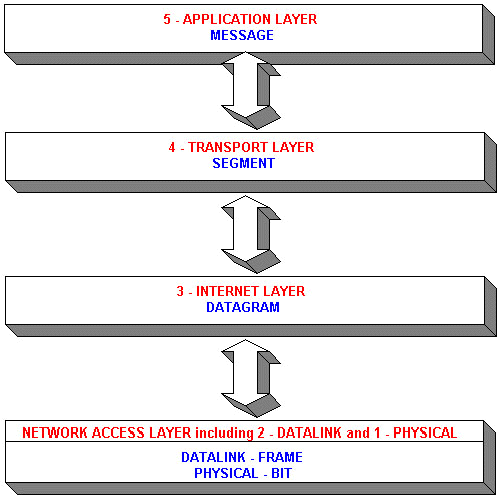 5 - APPLICATION LAYER
MESSAGE
4 - TRANSPORT LAYER
SEGMENT
3 - INTERNET LAYER
DATAGRAM
NETWORK ACCESS LAYER including 2 - DATALINK and 1 - PHYSICAL
DATALINK - FRAME
PHYSICAL - BIT